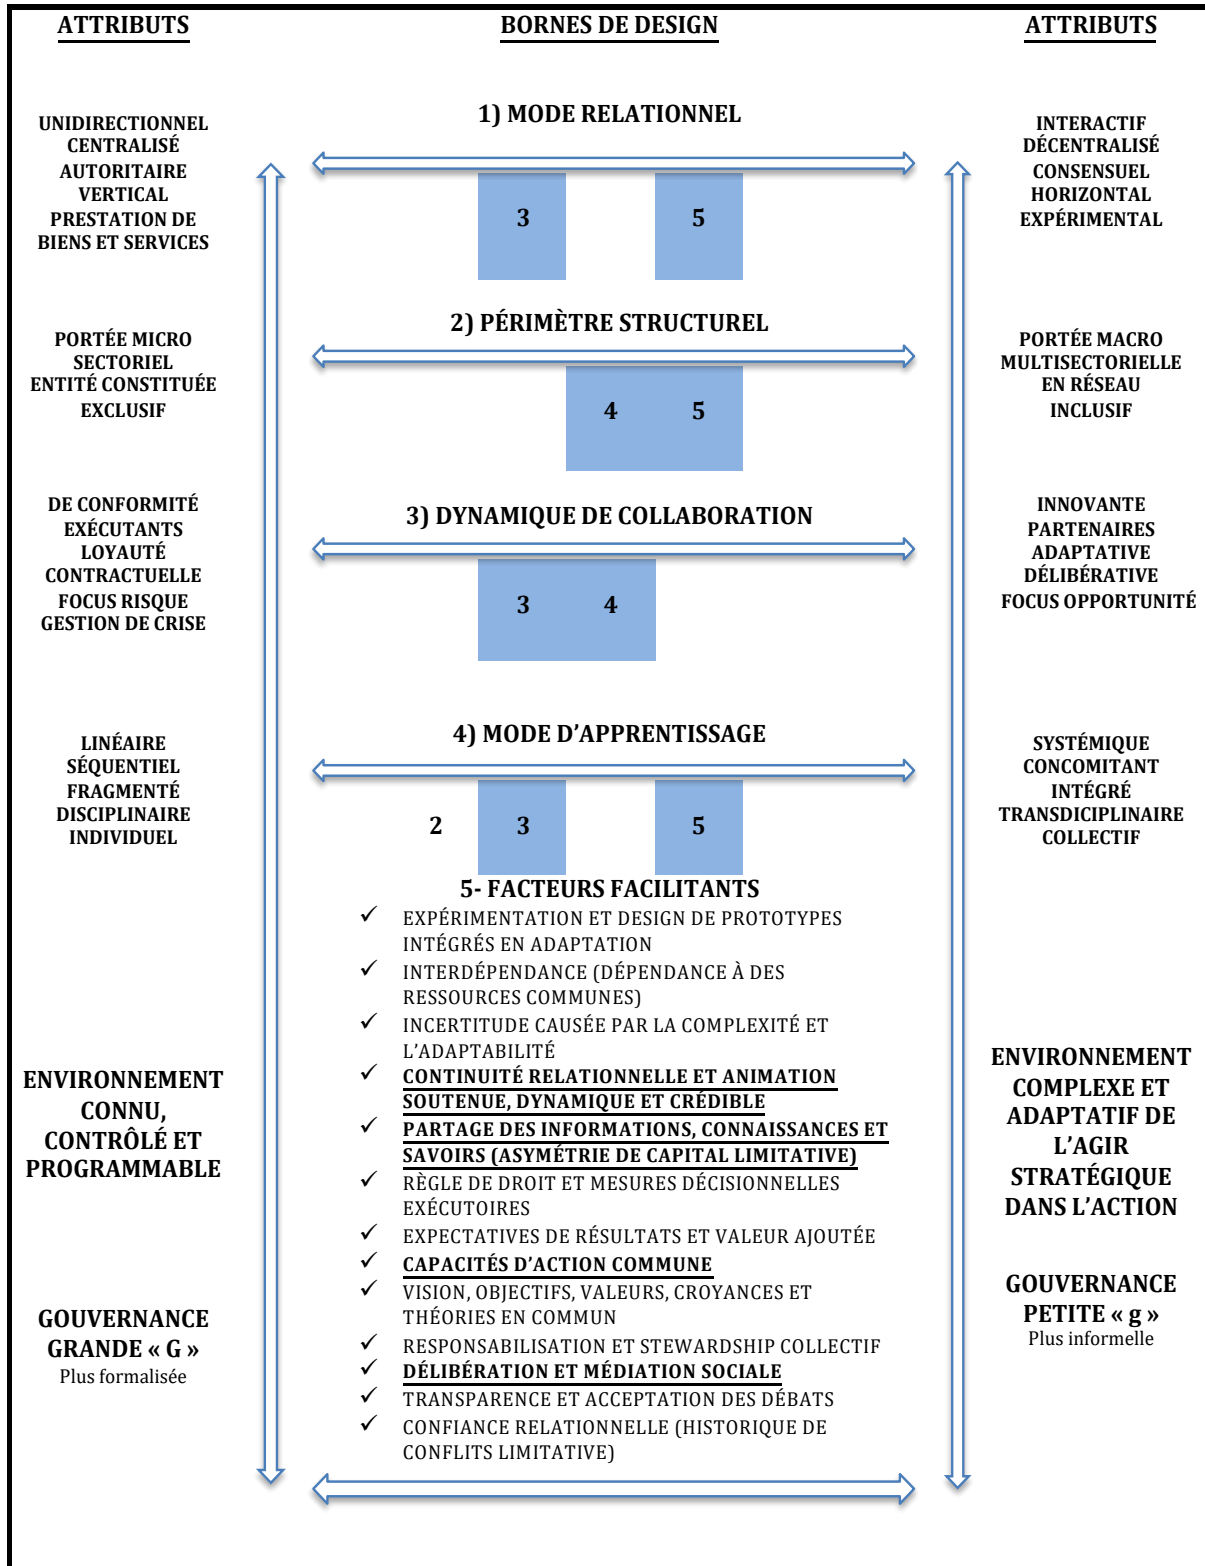 ATTRIBUTS
BORNES DE DESIGN
ATTRIBUTS
1) MODE RELATIONNEL
UNIDIRECTIONNEL
CENTRALISÉ
AUTORITAIRE
VERTICAL
PRESTATION DE
BIENS ET SERVICES
3
5
INTERACTIF
DÉCENTRALISÉ
CONSENSUEL
HORIZONTAL
EXPÉRIMENTAL
2) PÉRIMÈTRE STRUCTUREL
PORTÉE MICRO
SECTORIEL
ENTITÉ CONSTITUÉE
EXCLUSIF
4
5
PORTÉE MACRO
MULTISECTORIELLE
EN RÉSEAU
INCLUSIF
3) DYNAMIQUE DE COLLABORATION
DE CONFORMITÉ
EXÉCUTANTS
LOYAUTÉ
CONTRACTUELLE
FOCUS RISQUE
GESTION DE CRISE
3
4
INNOVANTE
PARTENAIRES
ADAPTATIVE
DÉLIBÉRATIVE
FOCUS OPPORTUNITÉ
4) MODE D’APPRENTISSAGE
LINÉAIRE
SÉQUENTIEL
FRAGMENTÉ
DISCIPLINAIRE
INDIVIDUEL
2
3
5
SYSTÉMIQUE
CONCOMITANT
INTÉGRÉ
TRANSDICIPLINAIRE
COLLECTIF
5- FACTEURS FACILITANTS
✓ EXPÉRIMENTATION ET DESIGN DE PROTOTYPES
INTÉGRÉS EN ADAPTATION
✓ INTERDÉPENDANCE (DÉPENDANCE À DES
RESSOURCES COMMUNES)
✓ INCERTITUDE CAUSÉE PAR LA COMPLEXITÉ ET
L’ADAPTABILITÉ
✓ CONTINUITÉ RELATIONNELLE ET ANIMATION
SOUTENUE, DYNAMIQUE ET CRÉDIBLE
✓ PARTAGE DES INFORMATIONS, CONNAISSANCES ET
SAVOIRS (ASYMÉTRIE DE CAPITAL LIMITATIVE)
✓ RÈGLE DE DROIT ET MESURES DÉCISIONNELLES
EXÉCUTOIRES
✓ EXPECTATIVES DE RÉSULTATS ET VALEUR AJOUTÉE
✓ CAPACITÉS D’ACTION COMMUNE
✓ VISION, OBJECTIFS, VALEURS, CROYANCES ET
THÉORIES EN COMMUN
✓ RESPONSABILISATION ET STEWARDSHIP COLLECTIF
✓ DÉLIBÉRATION ET MÉDIATION SOCIALE
✓ TRANSPARENCE ET ACCEPTATION DES DÉBATS
✓ CONFIANCE RELATIONNELLE (HISTORIQUE DE
CONFLITS LIMITATIVE)
ENVIRONNEMENT
CONNU,
CONTRÔLÉ ET
PROGRAMMABLE
GOUVERNANCE
GRANDE « G »
Plus formalisée
ENVIRONNEMENT
COMPLEXE ET
ADAPTATIF DE
L’AGIR
STRATÉGIQUE
DANS L’ACTION
GOUVERNANCE
PETITE « g »
Plus informelle